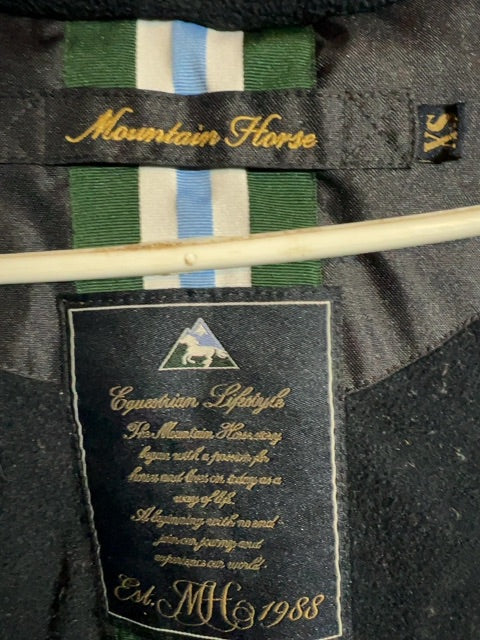 Mountain Horse
XS
Equestrian Lifestyle
The Mountain Horse story
began with a passion for
horses and lives on today as a
way of life.
A beginning with no end -
join our journey and
experience our world.
Est. MH 1988